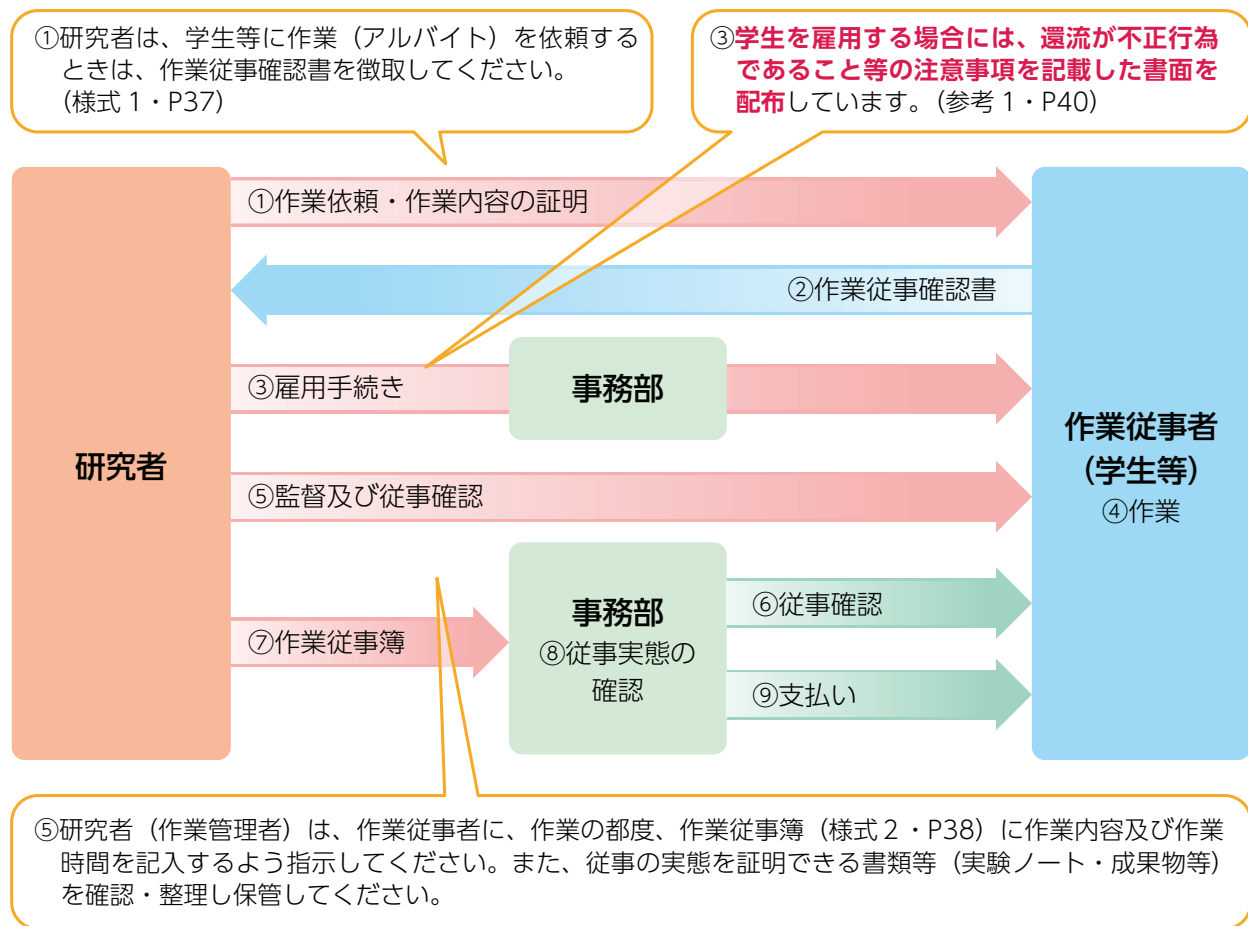 ①研究者は、学生等に作業（アルバイト）を依頼する
ときは、作業従事確認書を徴取してください。
（様式 1・P37）
③学生を雇用する場合には、還流が不正行為
であること等の注意事項を記載した書面を
配布しています。（参考 1・P40）
①作業依頼・作業内容の証明
②作業従事確認書
③雇用手続き
事務部
研究者
作業従事者
（学生等）
④作業
⑤監督及び従事確認
事務部
⑧従事実態の
確認
⑥従事確認
⑦作業従事簿
⑨支払い
⑤研究者（作業管理者）は、作業従事者に、作業の都度、作業従事簿（様式 2・P38）に作業内容及び作業
時間を記入するよう指示してください。また、従事の実態を証明できる書類等（実験ノート・成果物等）
を確認・整理し保管してください。